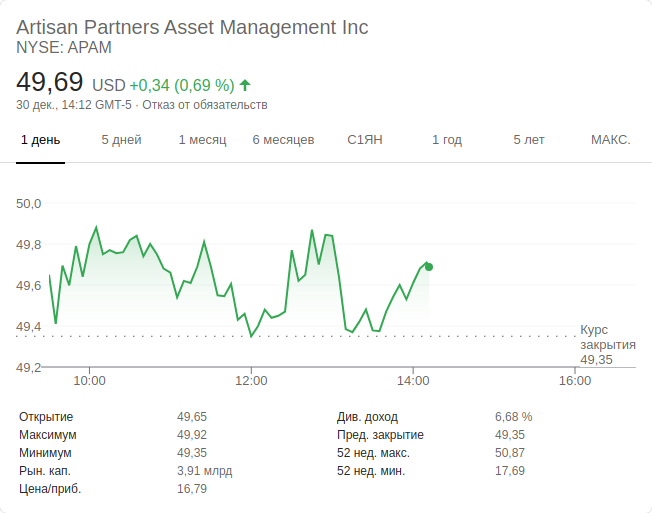 Artisan Partners Asset Management Inc
NYSE: APAM
49,69 USD +0,34 (0,69 %)
30 дек., 14:12 GMT-5 · Отказ от обязательств
1 день 5 дней 1 месяц 6 месяцев С1ЯН 1 год 5 лет МАКС.
50,0
49,8
49,6
49,4
Курс
закрытия
49,35
49,2
10:00 12:00 14:00 16:00
Открытие 49,65 Див. доход 6,68 %
Максимум 49,92 Пред. закрытие 49,35
Минимум 49,35 52 нед. макс. 50,87
Рын. кап. 3,91 млрд 52 нед. мин. 17,69
Цена/приб. 16,79